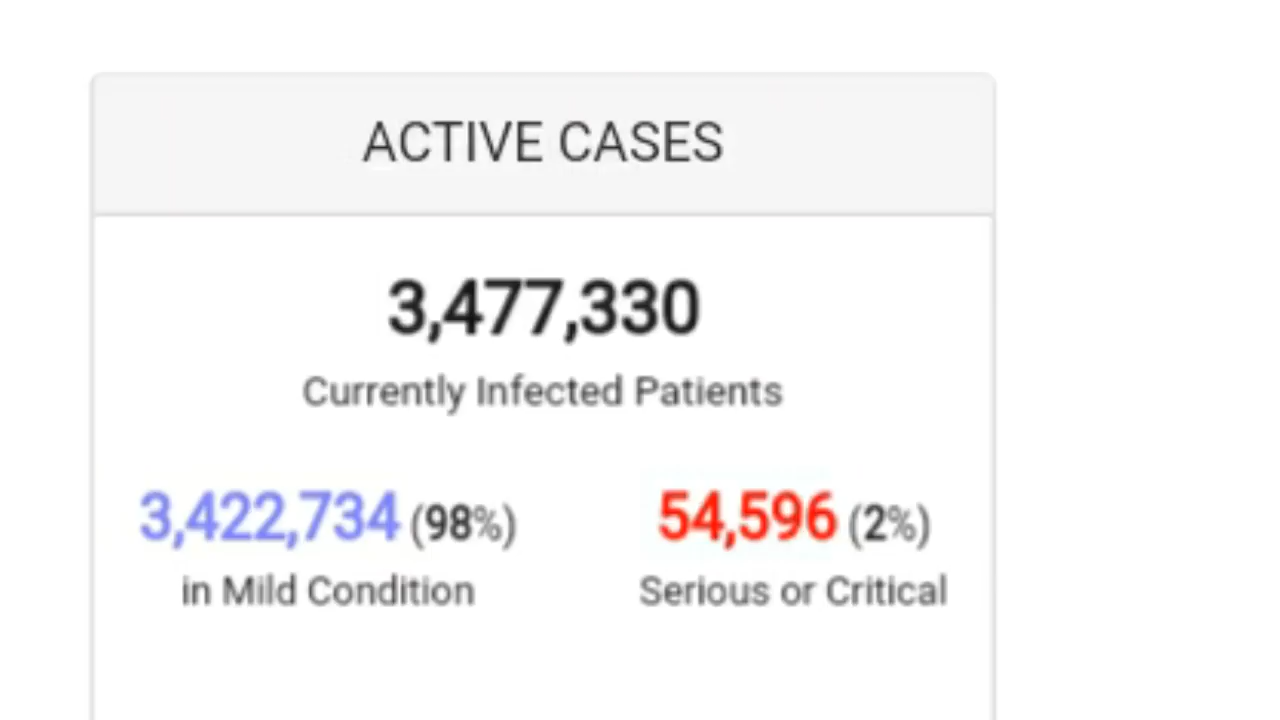 ACTIVE CASES
3,477,330
Currently Infected Patients
3,422,734 (98%) 54,596 (2%)
in Mild Condition Serious or Critical